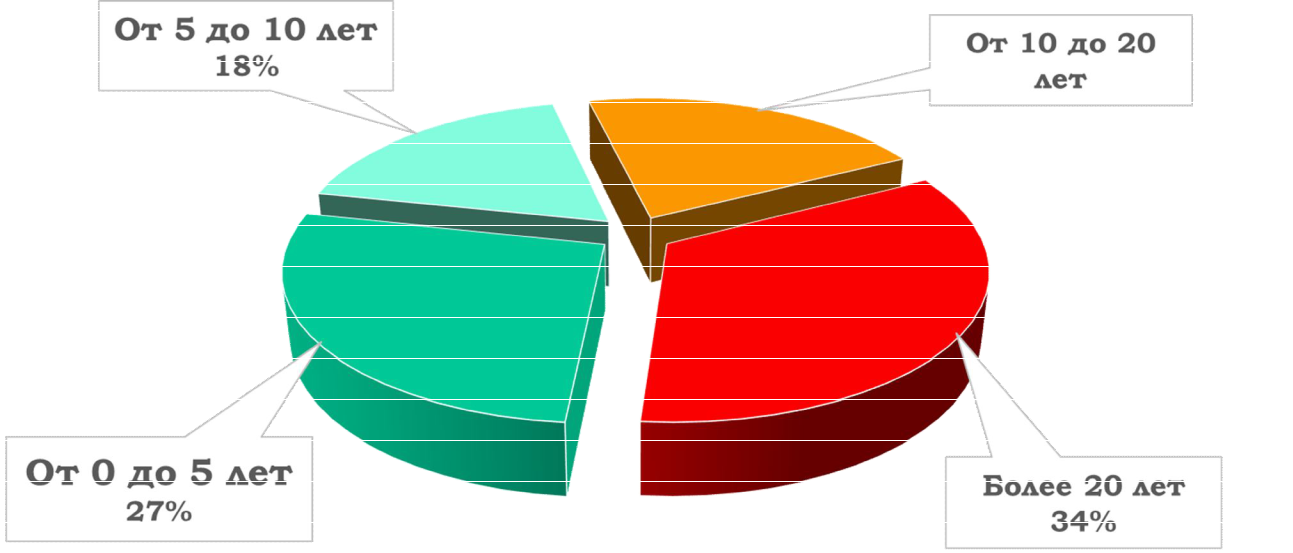 От 5 до 10 лет
18%
От 10 до 20
лет
От 0 до 5 лет
27%
Более 20 лет
34%